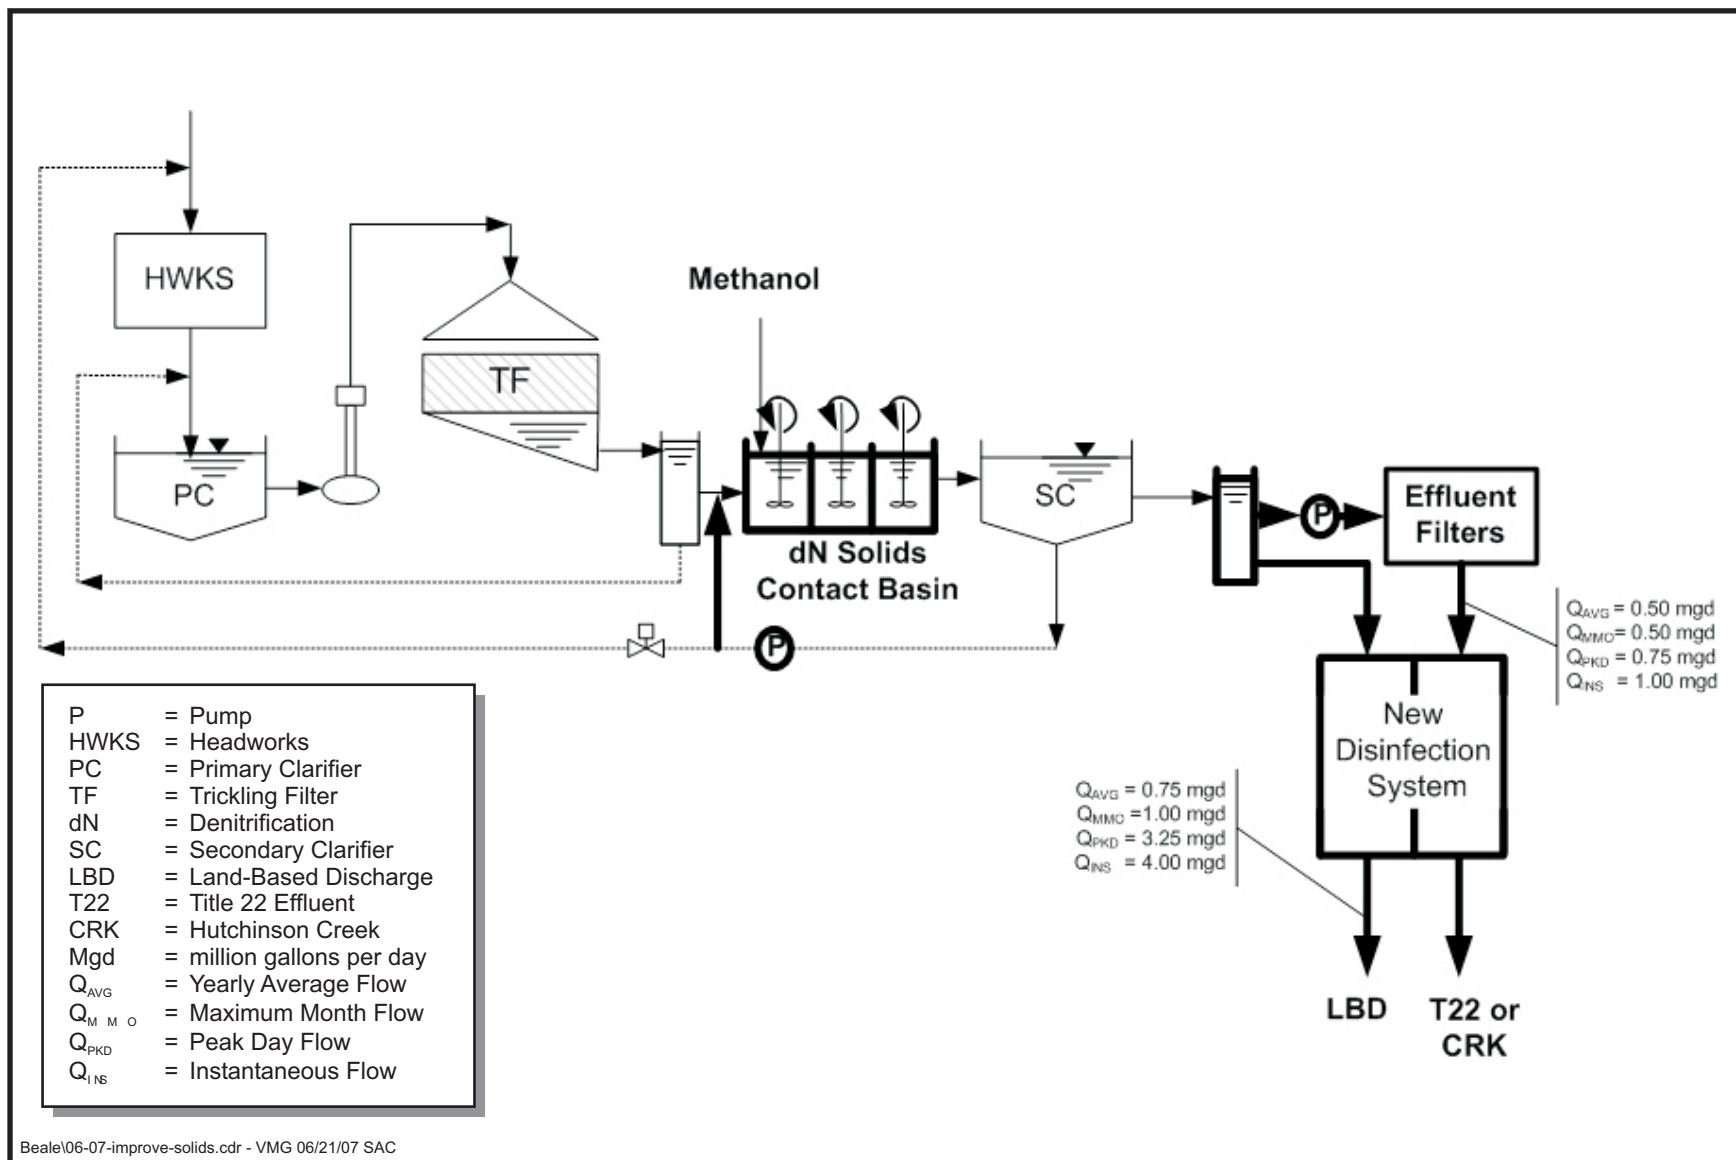 HWKS
Methanol
TF
PC
SC
P
Effluent
Filters
dN Solids
Contact Basin
P
QAVG = 0.50 mgd
QMMO= 0.50 mgd
QPKD = 0.75 mgd
QINS = 1.00 mgd
New
Disinfection
System
QAVG = 0.75 mgd
QMMO =1.00 mgd
QPKD = 3.25 mgd
QINS = 4.00 mgd
LBD
T22 or
CRK
P = Pump
HWKS = Headworks
PC = Primary Clarifier
TF = Trickling Filter
dN = Denitrification
SC = Secondary Clarifier
LBD = Land-Based Discharge
T22 = Title 22 Effluent
CRK = Hutchinson Creek
Mgd = million gallons per day
QAVG = Yearly Average Flow
QM M O = Maximum Month Flow
QPKD = Peak Day Flow
QINS = Instantaneous Flow
Beale\06-07-improve-solids.cdr - VMG 06/21/07 SAC